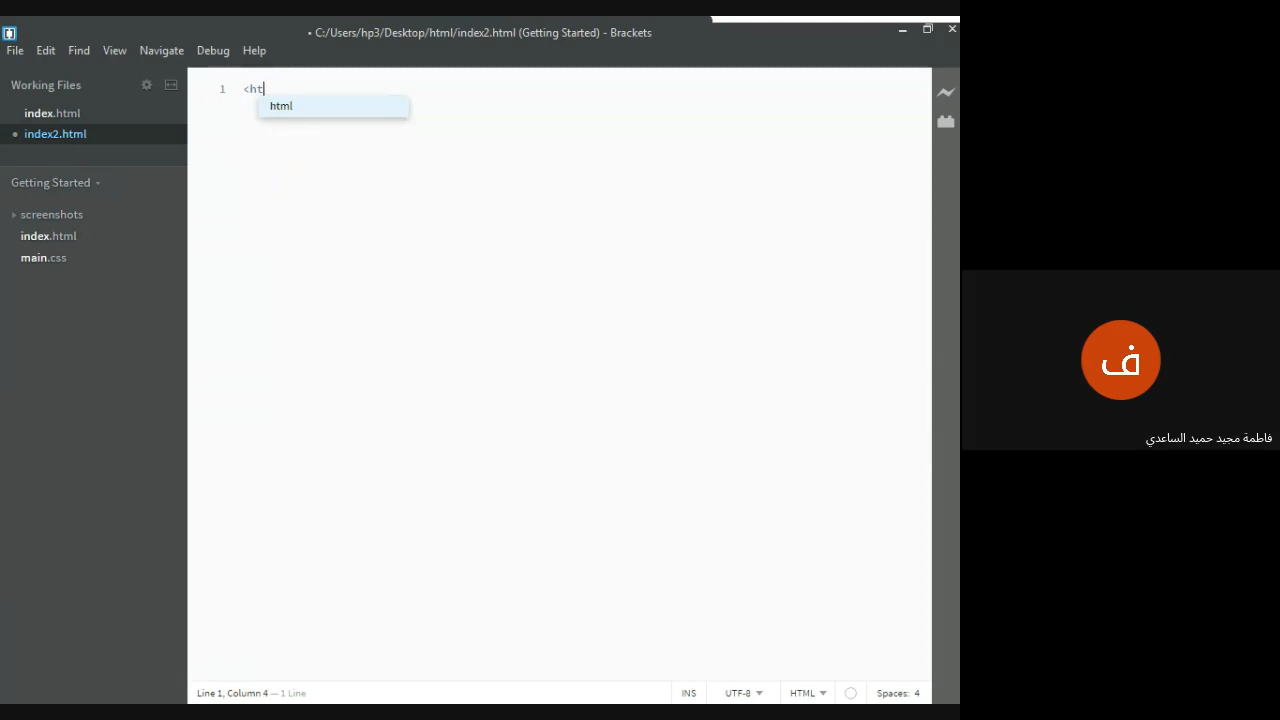 • C:/Users/hp3/Desktop/html/index2.html (Getting Started) - Brackets
File Edit Find View Navigate Debug Help
Working Files
index.html
index2.html
Getting Started
screenshots
index.html
main.css
1 <ht
html
ف
فاطمة مجيد حميد الساعدي
Line 1, Column 4 — 1 Line
INS UTF-8 HTML Spaces: 4